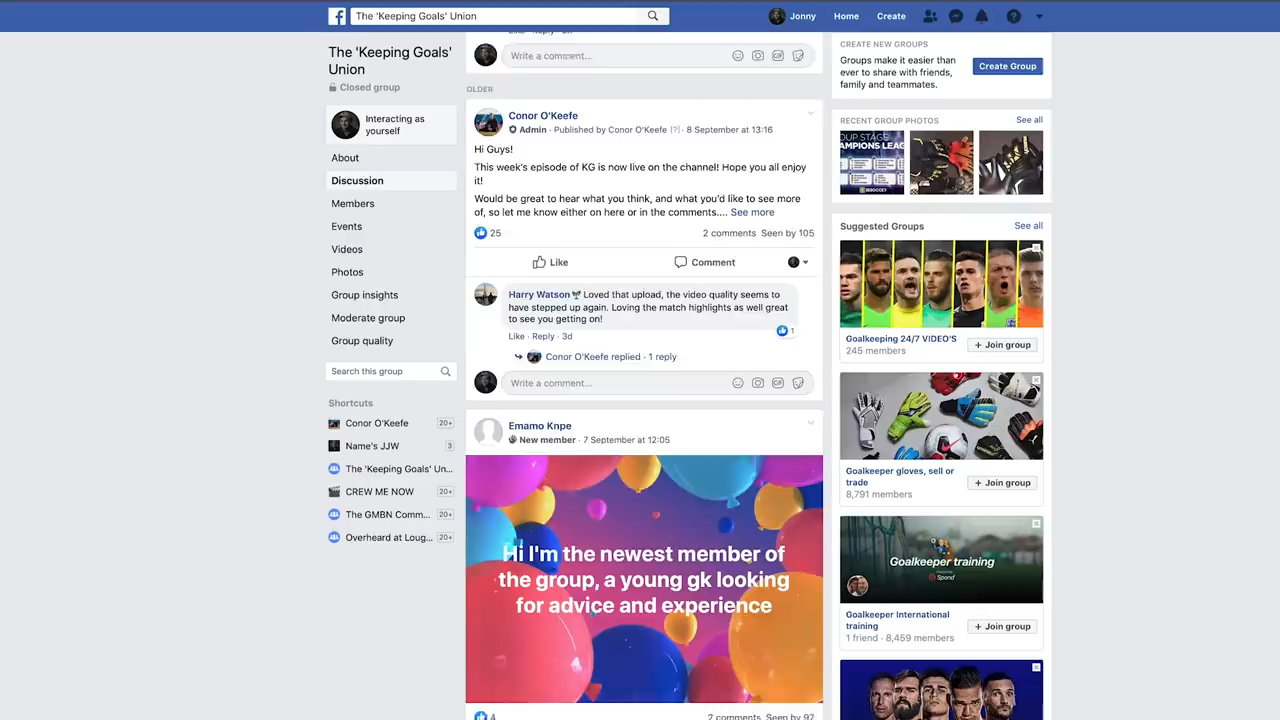 The 'Keeping Goals' Union
Jonny
Home
Create
The 'Keeping Goals'
Union
Closed group
Interacting as
yourself
About
Discussion
Members
Events
Videos
Photos
Group insights
Moderate group
Group quality
Search this group
Shortcuts
Conor O'Keefe 20+
Name's JJW 3
The 'Keeping Goals' Un...
CREW ME NOW 20+
The GMBN Comm... 20+
Overheard at Loug... 20+
Write a comment...
OLDER
Conor O'Keefe
Admin · Published by Conor O'Keefe [?] · 8 September at 13:16
Hi Guys!
This week's episode of KG is now live on the channel! Hope you all enjoy
it!
Would be great to hear what you think, and what you'd like to see more
of, so let me know either on here or in the comments.... See more
25
2 comments Seen by 105
Like
Comment
Harry Watson Loved that upload, the video quality seems to
have stepped up again. Loving the match highlights as well great
to see you getting on!
1
Like · Reply · 3d
Conor O'Keefe replied · 1 reply
Write a comment...
Emamo Knpe
New member · 7 September at 12:05
Hi I'm the newest member of
the group, a young gk looking
for advice and experience
4
2 comments Seen by 97
CREATE NEW GROUPS
Groups make it easier than
ever to share with friends,
family and teammates.
Create Group
RECENT GROUP PHOTOS
See all
OUP STAGE
AMPIONS LEAG
Suggested Groups
See all
Goalkeeping 24/7 VIDEO'S
245 members
+ Join group
Goalkeeper gloves, sell or
trade
8,791 members
+ Join group
Goalkeeper training
Spond
Goalkeeper International
training
1 friend · 8,459 members
+ Join group